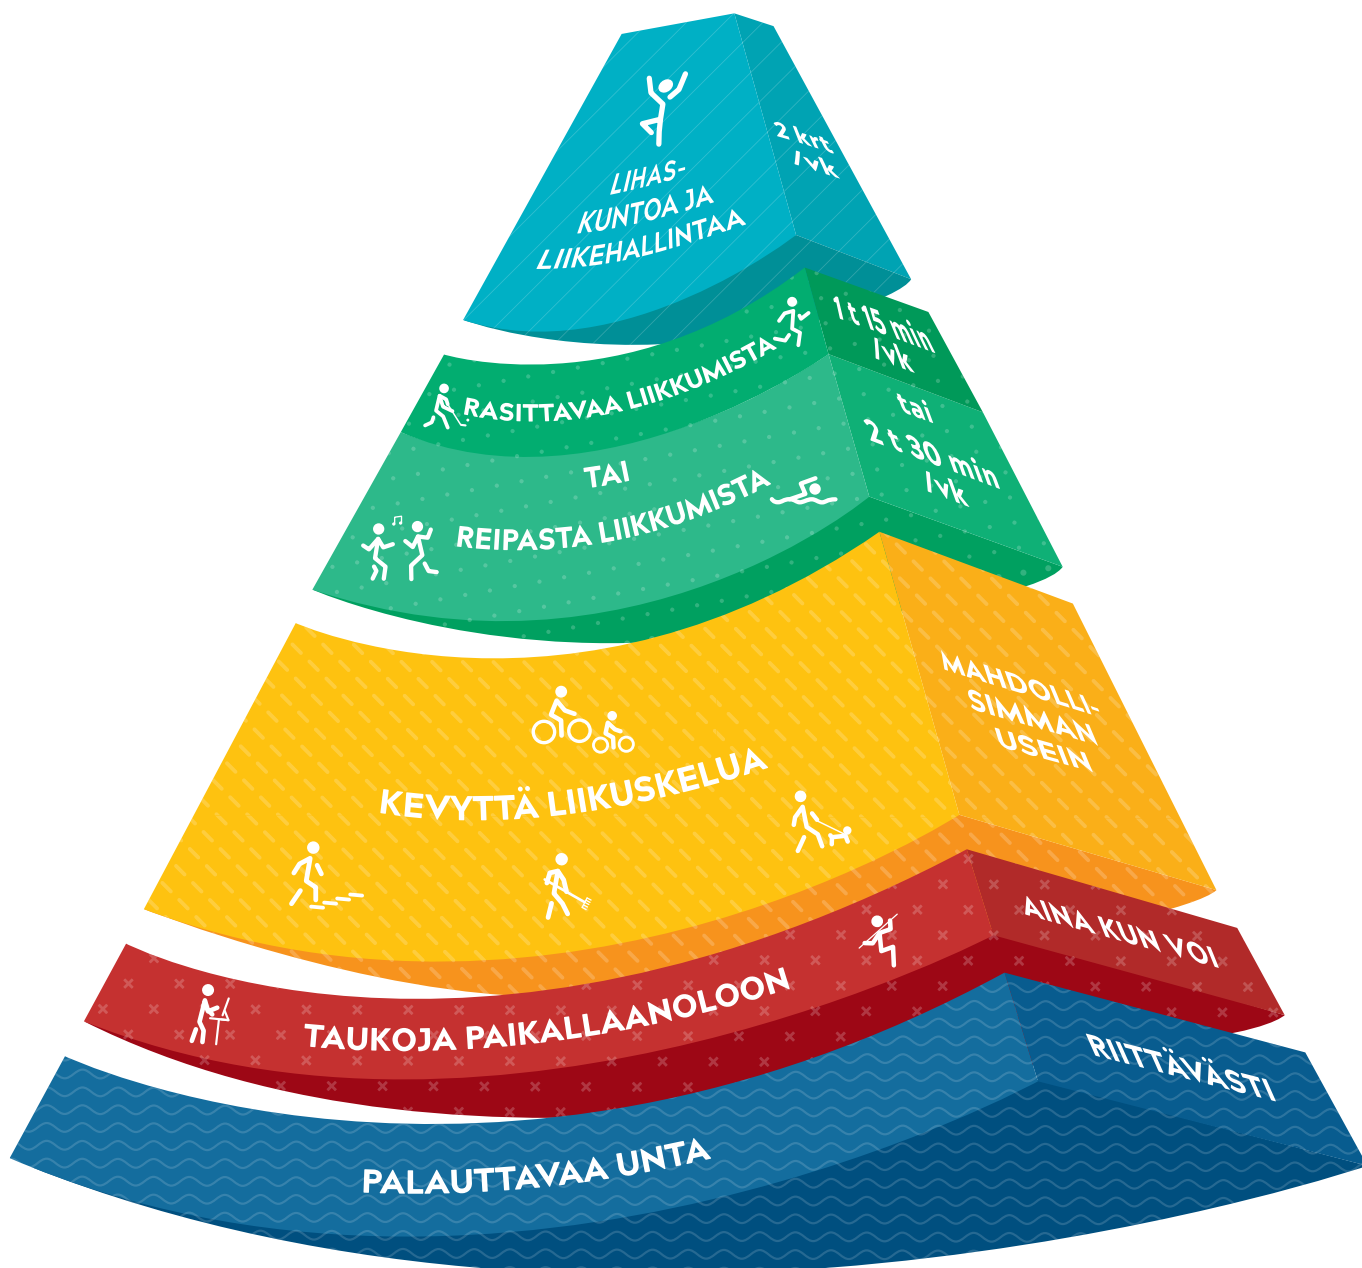 LIHAS-
KUNTOA JA
LIIKEHALLINTAA
2 krt
/vk
RASITTAVAA LIIKKUMISTA
1 t 15 min
/vk
TAI
tai
REIPASTA LIIKKUMISTA
2 t 30 min
/vk
KEVYTTÄ LIIKUSKELUA
MAHDOLLI-
SIMMAN
USEIN
TAUKOJA PAIKALLAANOLOON
AINA KUN VOI
PALAUTTAVAA UNTA
RIITTÄVÄSTI